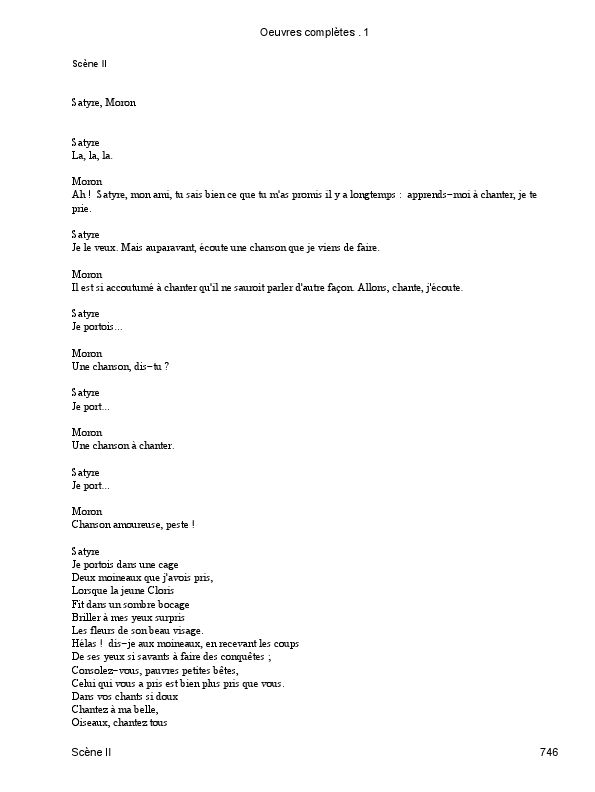 Oeuvres complètes . 1
Scène II
Satyre, Moron
Satyre
La, la, la.
Moron
Ah ! Satyre, mon ami, tu sais bien ce que tu m'as promis il y a longtemps : apprends−moi à chanter, je te
prie.
Satyre
Je le veux. Mais auparavant, écoute une chanson que je viens de faire.
Moron
Il est si accoutumé à chanter qu'il ne sauroit parler d'autre façon. Allons, chante, j'écoute.
Satyre
Je portois...
Moron
Une chanson, dis−tu ?
Satyre
Je port...
Moron
Une chanson à chanter.
Satyre
Je port...
Moron
Chanson amoureuse, peste !
Satyre
Je portois dans une cage
Deux moineaux que j'avois pris,
Lorsque la jeune Cloris
Fit dans un sombre bocage
Briller à mes yeux surpris
Les fleurs de son beau visage.
Hélas ! dis−je aux moineaux, en recevant les coups
De ses yeux si savants à faire des conquêtes ;
Consolez−vous, pauvres petites bêtes,
Celui qui vous a pris est bien plus pris que vous.
Dans vos chants si doux
Chantez à ma belle,
Oiseaux, chantez tous
Scène II
746